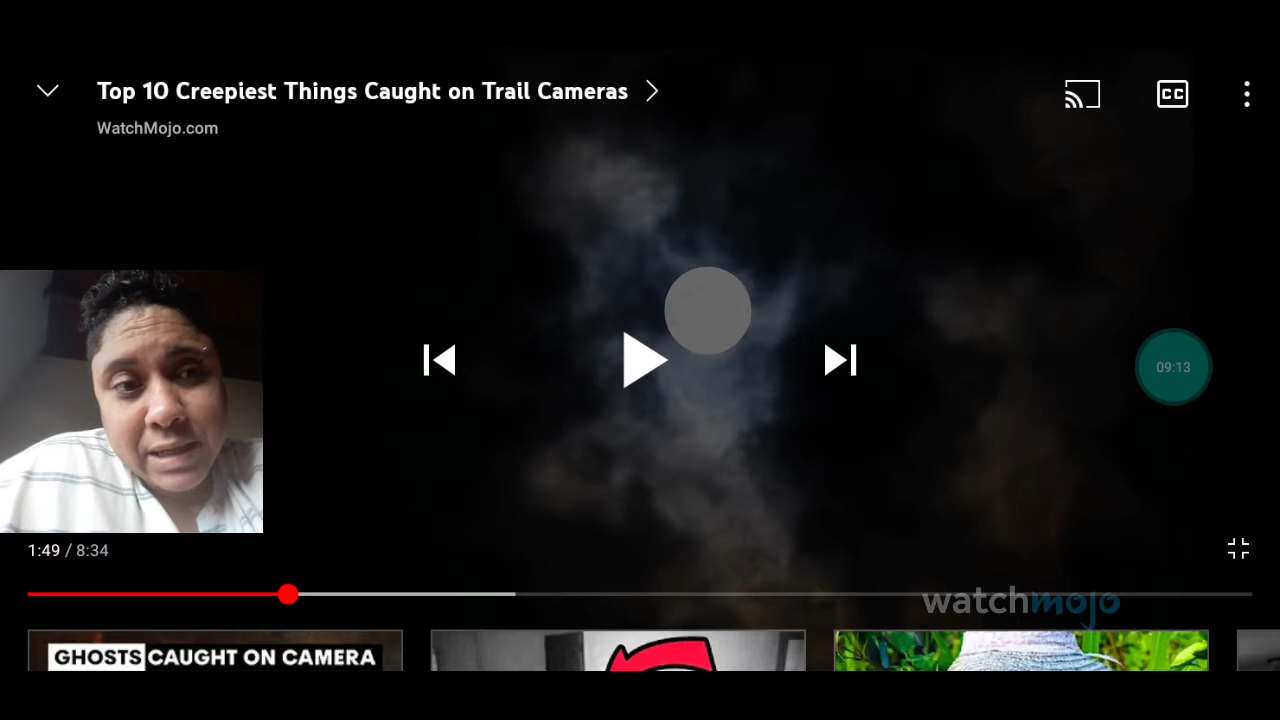 Top 10 Creepiest Things Caught on Trail Cameras
WatchMojo.com
CC
09:13
1:49 / 8:34
watchmojo
GHOSTS CAUGHT ON CAMERA